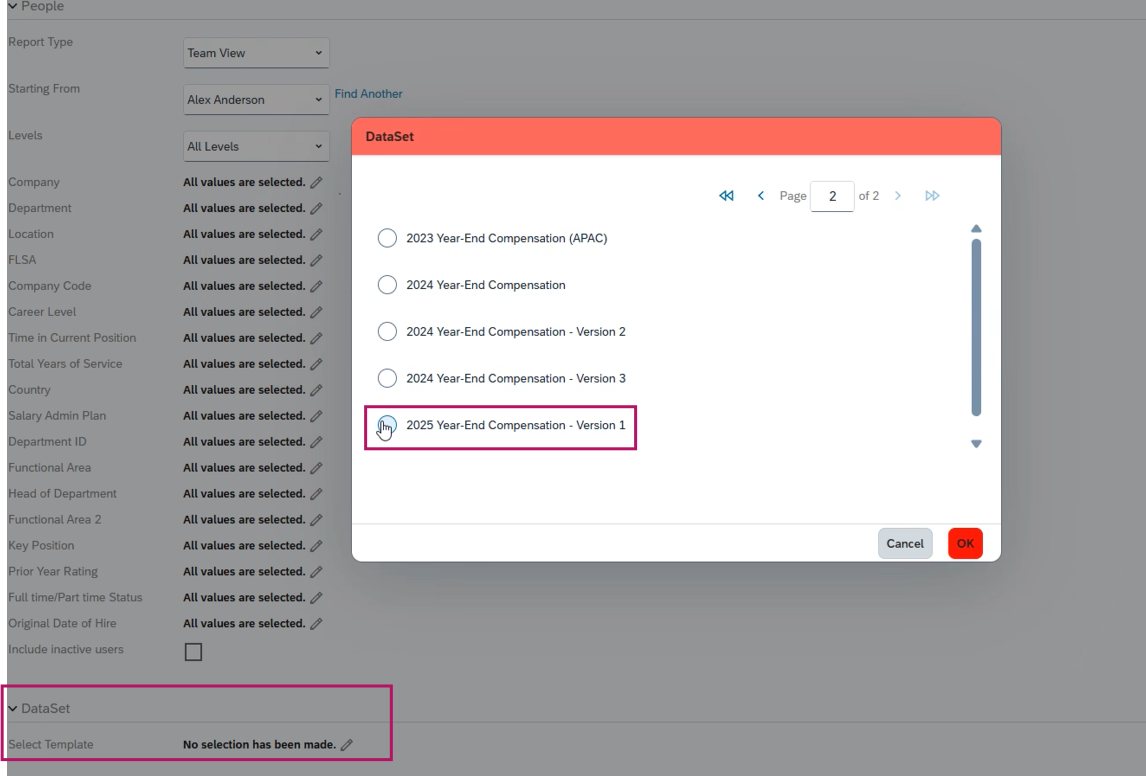 People
Report Type
Team View
Starting From
Alex Anderson
Find Another
Levels
All Levels
Company All values are selected.
Department All values are selected.
Location All values are selected.
FLSA All values are selected.
Company Code All values are selected.
Career Level All values are selected.
Time in Current Position All values are selected.
Total Years of Service All values are selected.
Country All values are selected.
Salary Admin Plan All values are selected.
Department ID All values are selected.
Functional Area All values are selected.
Head of Department All values are selected.
Functional Area 2 All values are selected.
Key Position All values are selected.
Prior Year Rating All values are selected.
Full time/Part time Status All values are selected.
Original Date of Hire All values are selected.
Include inactive users
DataSet
Select Template No selection has been made.
DataSet
Page 2 of 2
2023 Year-End Compensation (APAC)
2024 Year-End Compensation
2024 Year-End Compensation - Version 2
2024 Year-End Compensation - Version 3
2025 Year-End Compensation - Version 1
Cancel OK